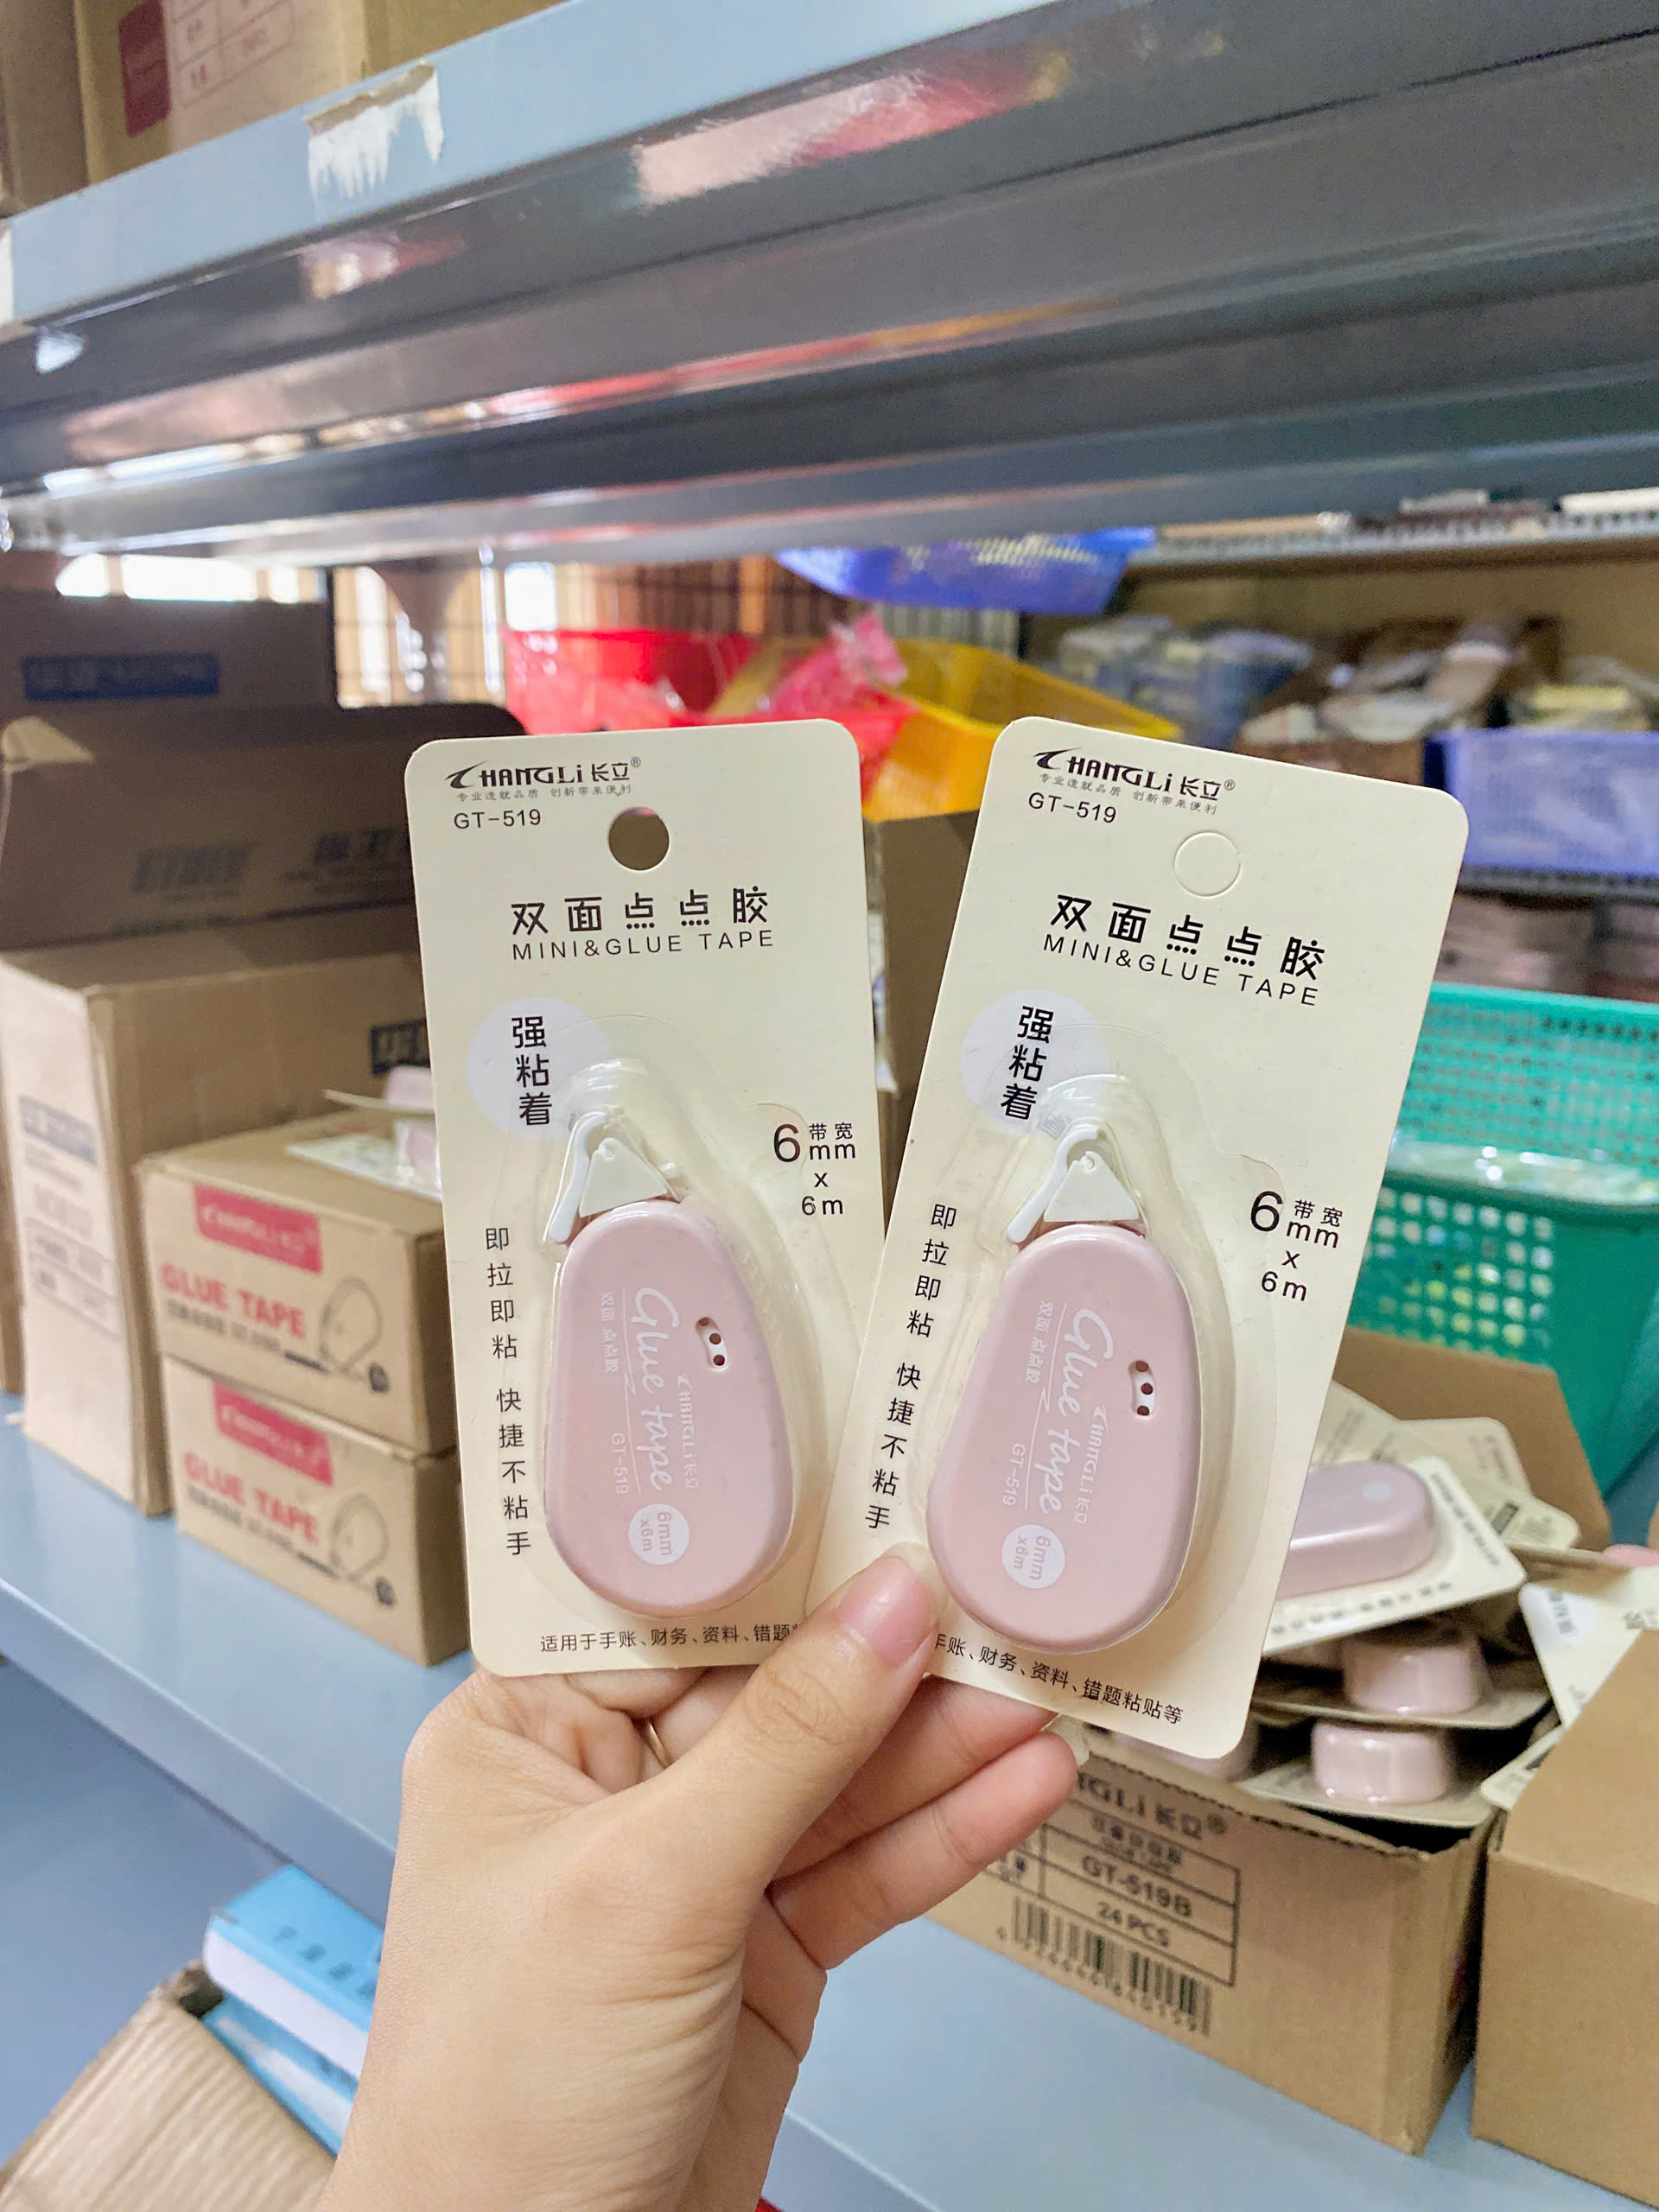 CHANGLi 长立®
专业造就品质 创新带来便利
GT-519
双面点点胶
MINI&GLUE TAPE
强粘着
6mm 带宽
x
6m
即拉即粘 快捷不粘手
Glue tape
双面点点胶
GT-519
CHANGLi 长立
6mm
x6m
适用于手账、财务、资料、错题
CHANGLi 长立®
专业造就品质 创新带来便利
GT-519
双面点点胶
MINI&GLUE TAPE
强粘着
6mm 带宽
x
6m
即拉即粘 快捷不粘手
Glue tape
双面点点胶
GT-519
CHANGLi 长立
6mm
x6m
手账、财务、资料、错题粘贴等
CHANGLi 长立
GLUE TAPE
GLUE TAPE
长立®
GT-519B
24 PCS